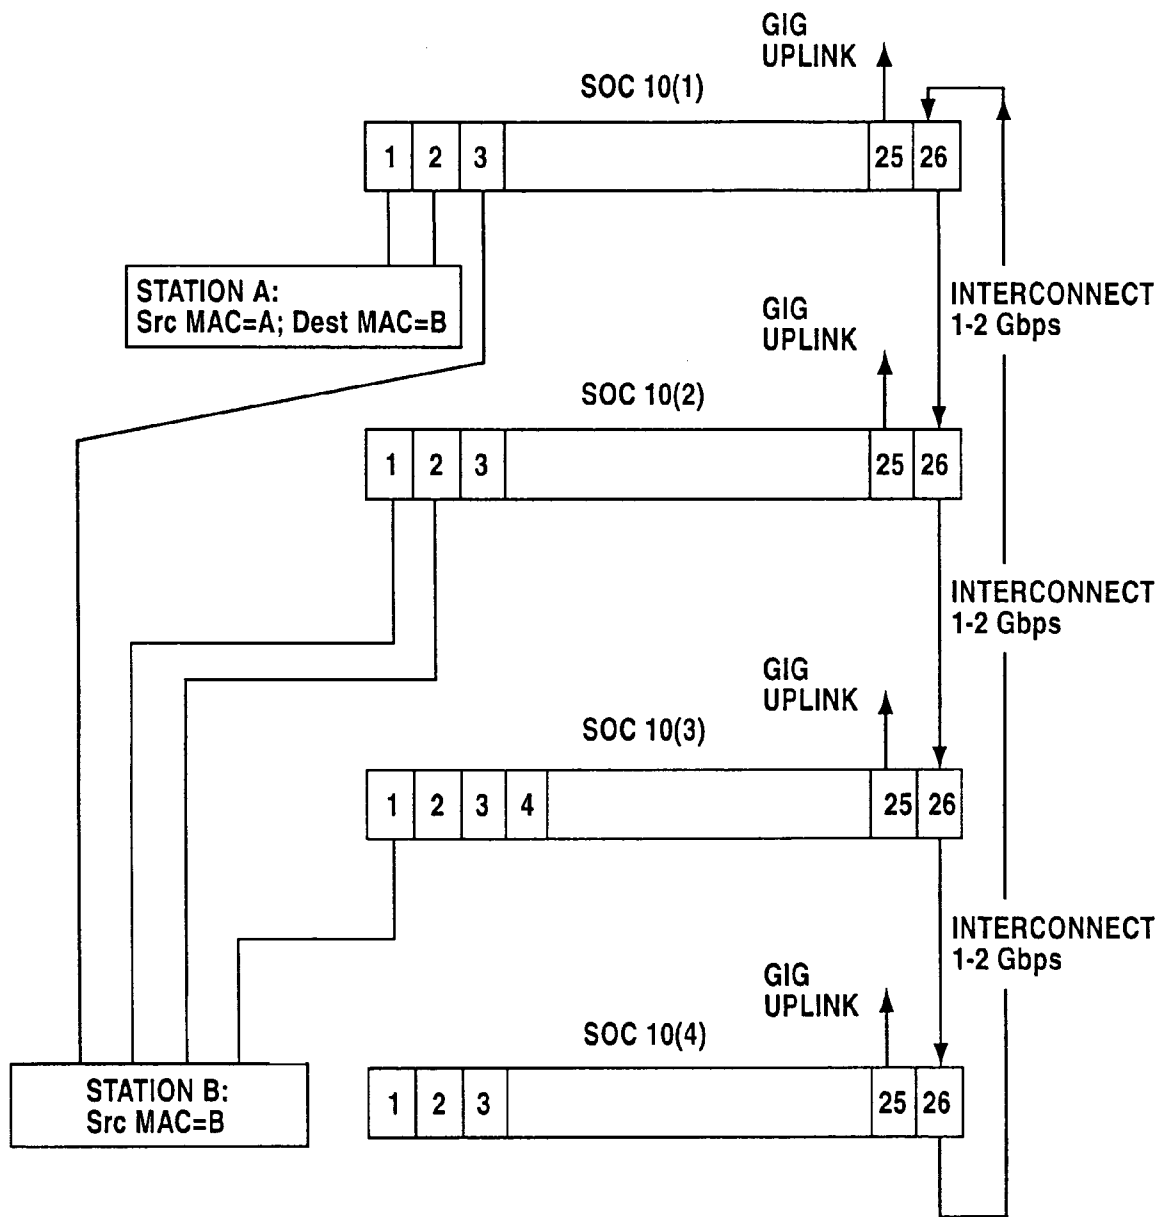 GIG
UPLINK
SOC 10(1)
1 2 3 25 26
STATION A:
Src MAC=A; Dest MAC=B
INTERCONNECT
1-2 Gbps
GIG
UPLINK
SOC 10(2)
1 2 3 25 26
INTERCONNECT
1-2 Gbps
GIG
UPLINK
SOC 10(3)
1 2 3 4 25 26
INTERCONNECT
1-2 Gbps
GIG
UPLINK
SOC 10(4)
STATION B:
Src MAC=B
1 2 3 25 26